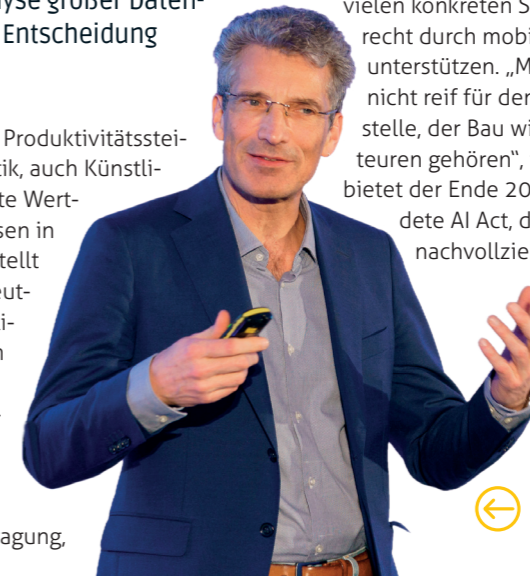 yse großer Daten-
Entscheidung
Produktivitätsstei-
tik, auch Künstli-
te Wert-
sen in
tellt
eut-
i-
n
agung,
vielen konkreten S
recht durch mobi
unterstützen. „M
nicht reif für der
stelle, der Bau wi
teuren gehören“,
bietet der Ende 20
dete AI Act, d
nachvollzie